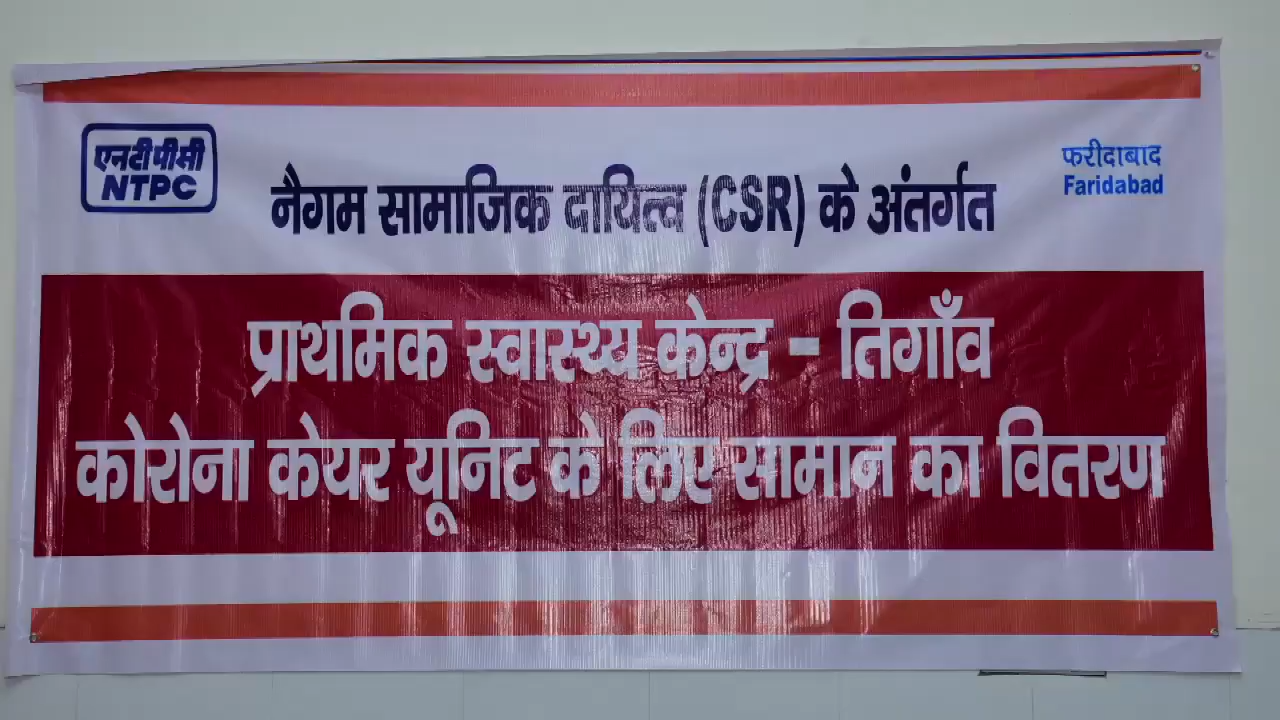 एनटीपीसी
NTPC
फरीदाबाद
Faridabad
नैगम सामाजिक दायित्व (CSR) के अंतर्गत
प्राथमिक स्वास्थ्य केन्द्र - तिगाँव
कोरोना केयर यूनिट के लिए सामान का वितरण